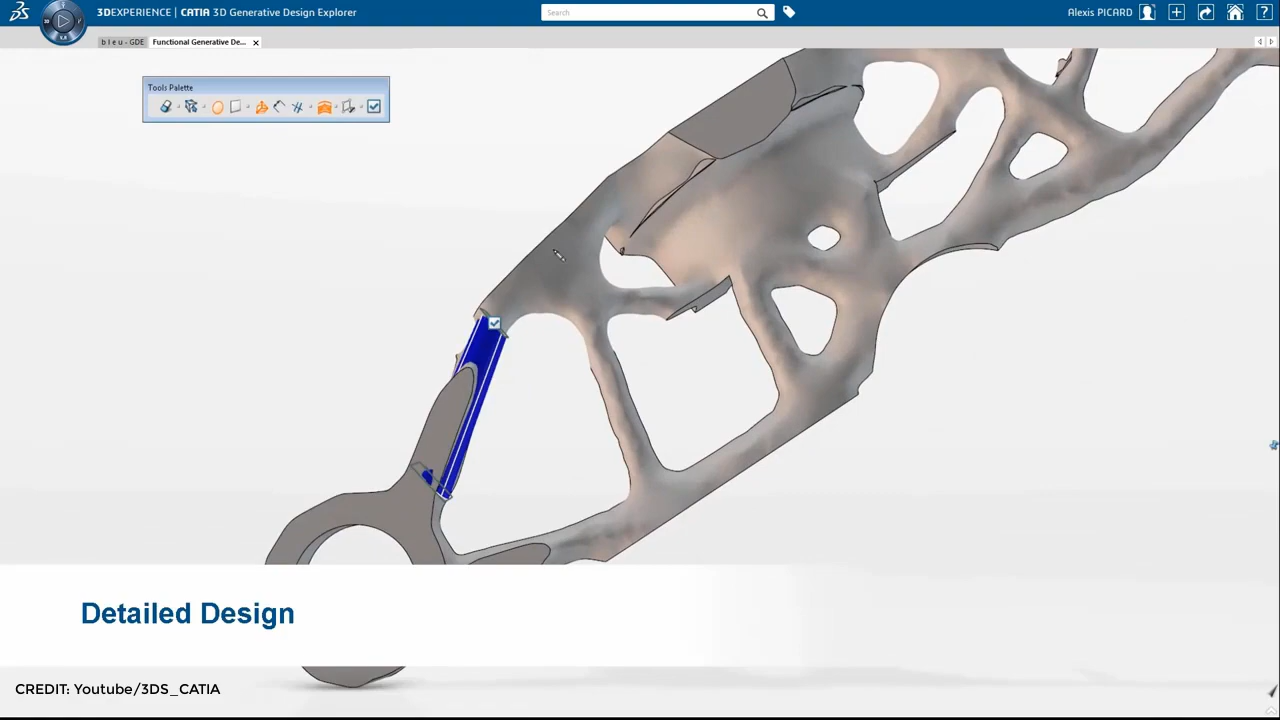 3DEXPERIENCE | CATIA 3D Generative Design Explorer
Search
Alexis PICARD
b l e u - GDE
Functional Generative De...
Tools Palette
Detailed Design
CREDIT: Youtube/3DS_CATIA